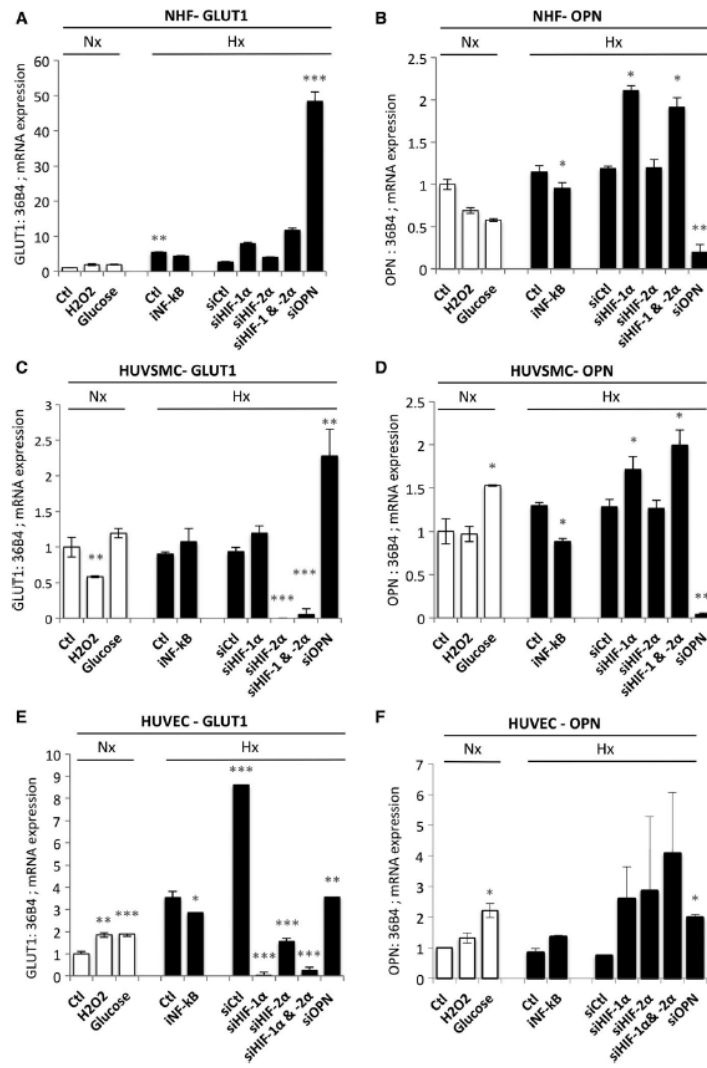 A
NHF- GLUT1
Nx
Hx
GLUT1: 36B4 ; mRNA expression
60
50
40
30
20
10
0
**
***
Ctl
H2O2
Glucose
Ctl
iNF-kB
siCtl
siHIF-1α
siHIF-2α
siHIF-1 & -2α
siOPN
B
NHF- OPN
Nx
Hx
OPN : 36B4 ; mRNA expression
2.5
2
1.5
1
0.5
0
*
*
*
**
Ctl
H2O2
Glucose
Ctl
iNF-kB
siCtl
siHIF-1α
siHIF-2α
siHIF-1 & -2α
siOPN
C
HUVSMC- GLUT1
Nx
Hx
GLUT1: 36B4 ; mRNA expression
3
2.5
2
1.5
1
0.5
0
**
***
***
**
Ctl
H2O2
Glucose
Ctl
iNF-kB
siCtl
siHIF-1α
siHIF-2α
siHIF-1 & -2α
siOPN
D
HUVSMC- OPN
Nx
Hx
OPN : 36B4 ; mRNA expression
2.5
2
1.5
1
0.5
0
*
*
*
*
**
Ctl
H2O2
Glucose
Ctl
iNF-kB
siCtl
siHIF-1α
siHIF-2α
siHIF-1 & -2α
siOPN
E
HUVEC - GLUT1
Nx
Hx
GLUT1: 36B4 ; mRNA expression
10
9
8
7
6
5
4
3
2
1
0
**
***
*
***
***
***
***
**
Ctl
H2O2
Glucose
Ctl
iNF-kB
siCtl
siHIF-1α
siHIF-2α
siHIF-1α & -2α
siOPN
F
HUVEC - OPN
Nx
Hx
OPN: 36B4 ; mRNA expression
7
6
5
4
3
2
1
0
*
*
Ctl
H2O2
Glucose
Ctl
iNF-kB
siCtl
siHIF-1α
siHIF-2α
siHIF-1α& -2α
siOPN